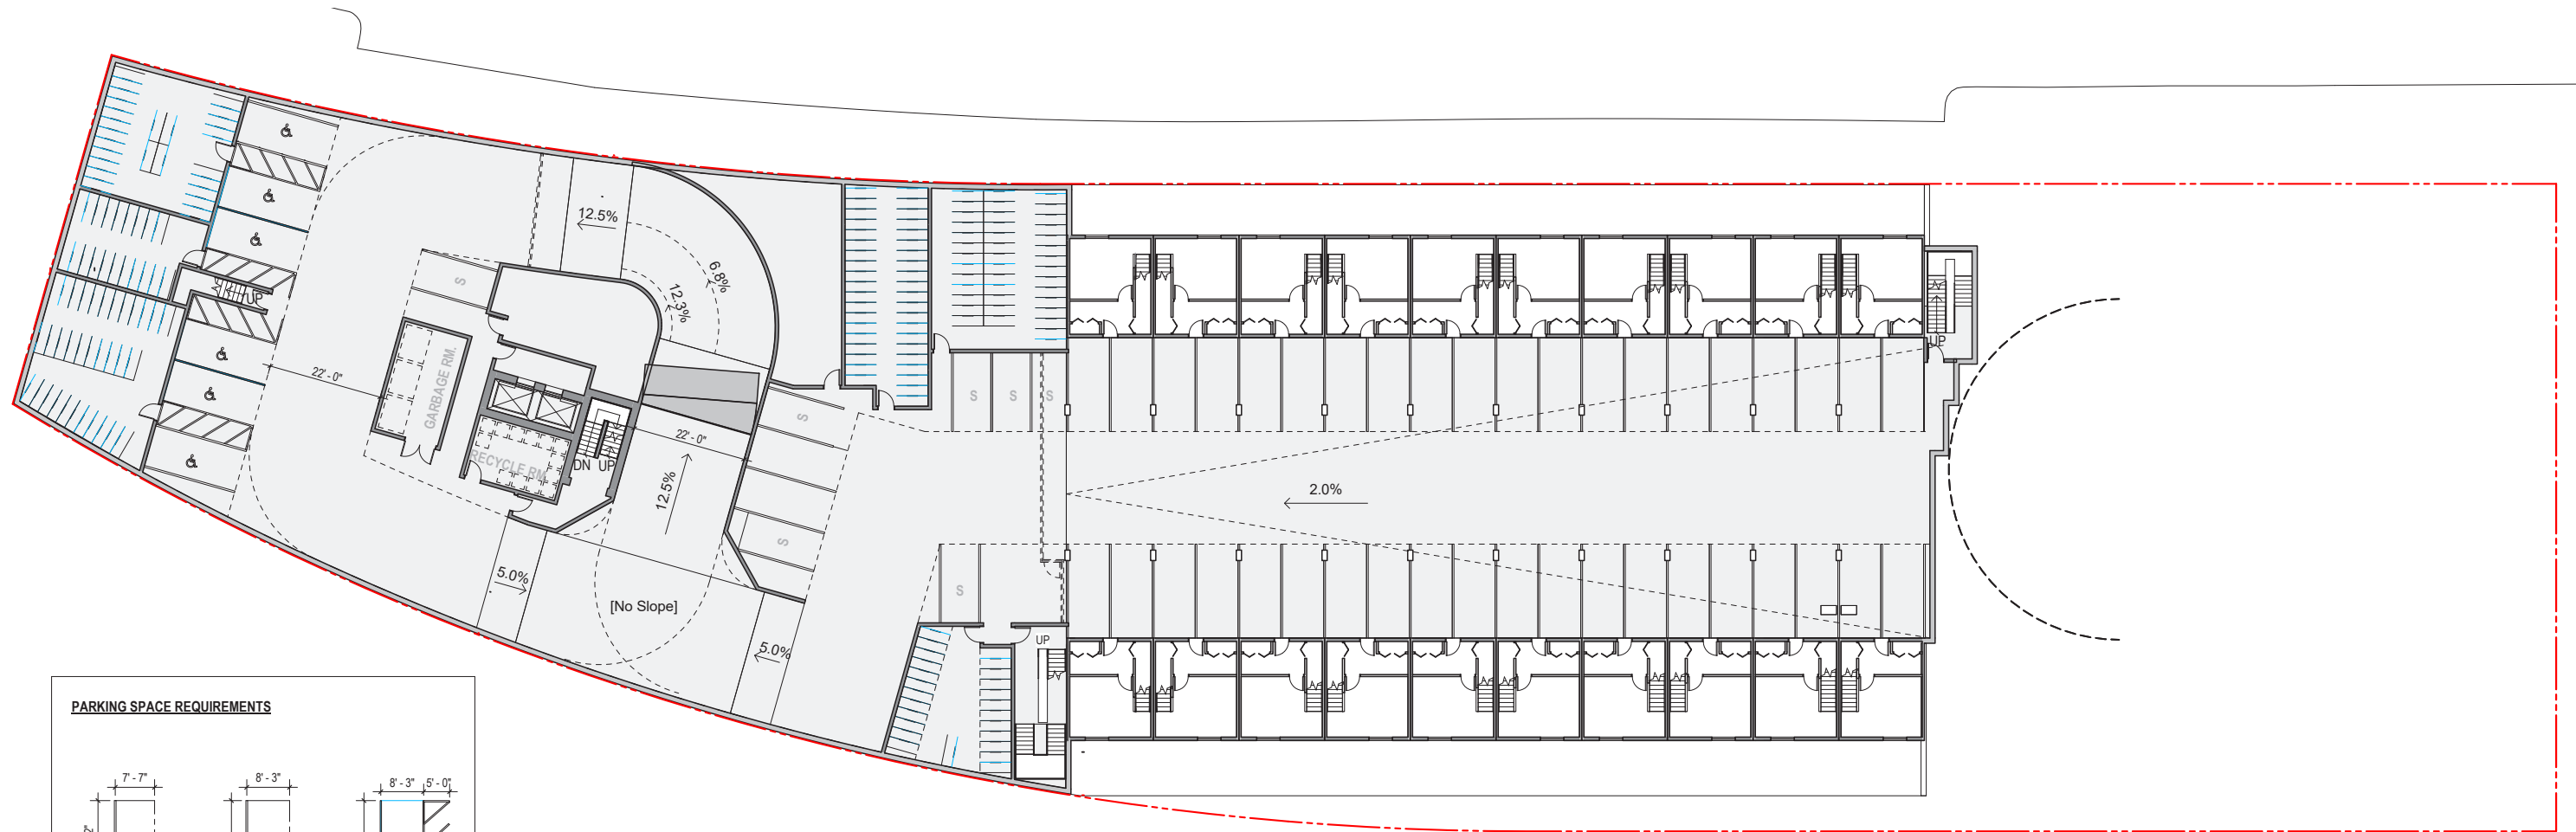 12.5%
6.8%
12.3%
S
UP
UP
22' - 0"
GARBAGE RM.
S
S
S
S
22' - 0"
RECYCLE RM.
DN UP
12.5%
2.0%
S
5.0%
[No Slope]
S
UP
5.0%
PARKING SPACE REQUIREMENTS
7' - 7"
8' - 3"
8' - 3" 5' - 0"